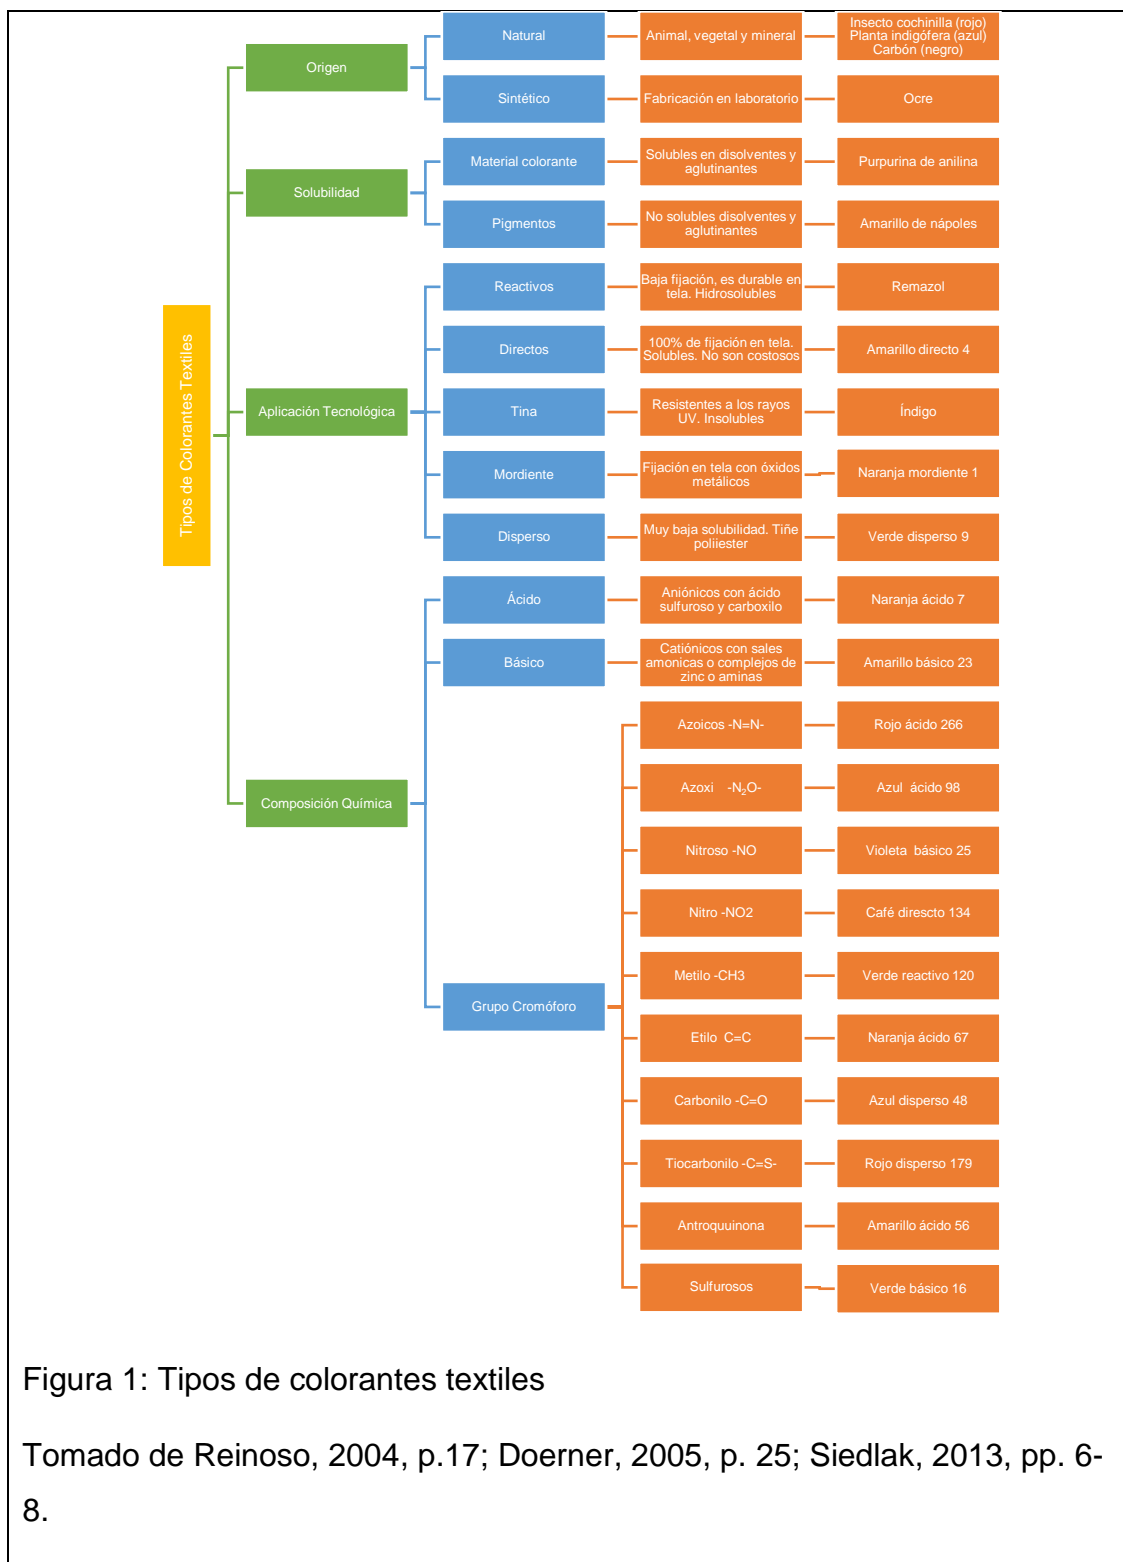 Tipos de Colorantes Textiles
Origen
Natural
Animal, vegetal y mineral
Insecto cochinilla (rojo)
Planta indigófera (azul)
Carbón (negro)
Sintético
Fabricación en laboratorio
Ocre
Solubilidad
Material colorante
Solubles en disolventes y
aglutinantes
Purpurina de anilina
Pigmentos
No solubles disolventes y
aglutinantes
Amarillo de nápoles
Aplicación Tecnológica
Reactivos
Baja fijación, es durable en
tela. Hidrosolubles
Remazol
Directos
100% de fijación en tela.
Solubles. No son costosos
Amarillo directo 4
Tina
Resistentes a los rayos
UV. Insolubles
Índigo
Mordiente
Fijación en tela con óxidos
metálicos
Naranja mordiente 1
Disperso
Muy baja solubilidad. Tiñe
poliiester
Verde disperso 9
Composición Química
Ácido
Aniónicos con ácido
sulfuroso y carboxilo
Naranja ácido 7
Básico
Catiónicos con sales
amonicas o complejos de
zinc o aminas
Amarillo básico 23
Grupo Cromóforo
Azoicos -N=N-
Rojo ácido 266
Azoxi -N₂O-
Azul ácido 98
Nitroso -NO
Violeta básico 25
Nitro -NO2
Café direscto 134
Metilo -CH3
Verde reactivo 120
Etilo C=C
Naranja ácido 67
Carbonilo -C=O
Azul disperso 48
Tiocarbonilo -C=S-
Rojo disperso 179
Antroquuinona
Amarillo ácido 56
Sulfurosos
Verde básico 16
Figura 1: Tipos de colorantes textiles
Tomado de Reinoso, 2004, p.17; Doerner, 2005, p. 25; Siedlak, 2013, pp. 6-
8.